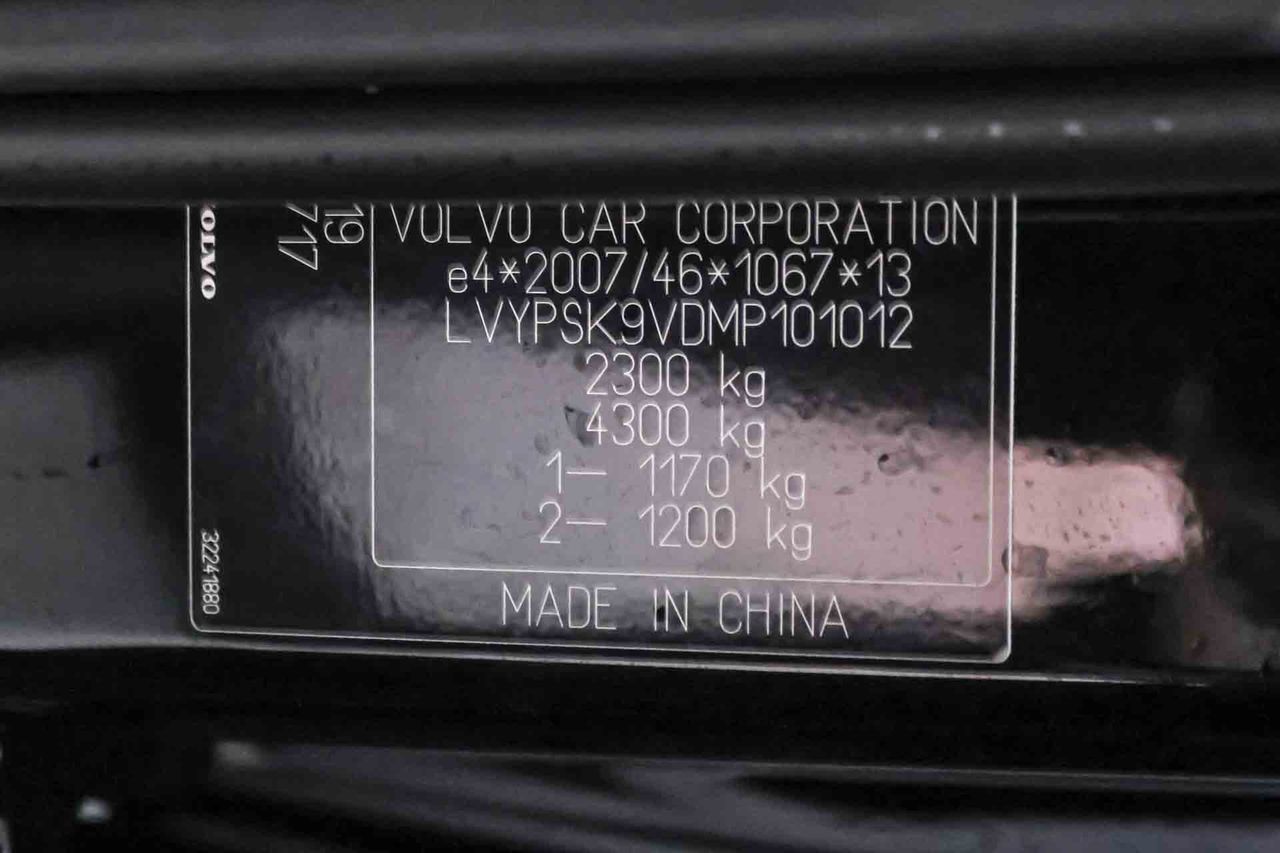 VOLVO CAR CORPORATION
e4*2007/46*1067*13
LVYPSK9VDMP101012
2300 kg
4300 kg
1— 1170 kg
2— 1200 kg
MADE IN CHINA
VOLVO
32241880
717
19